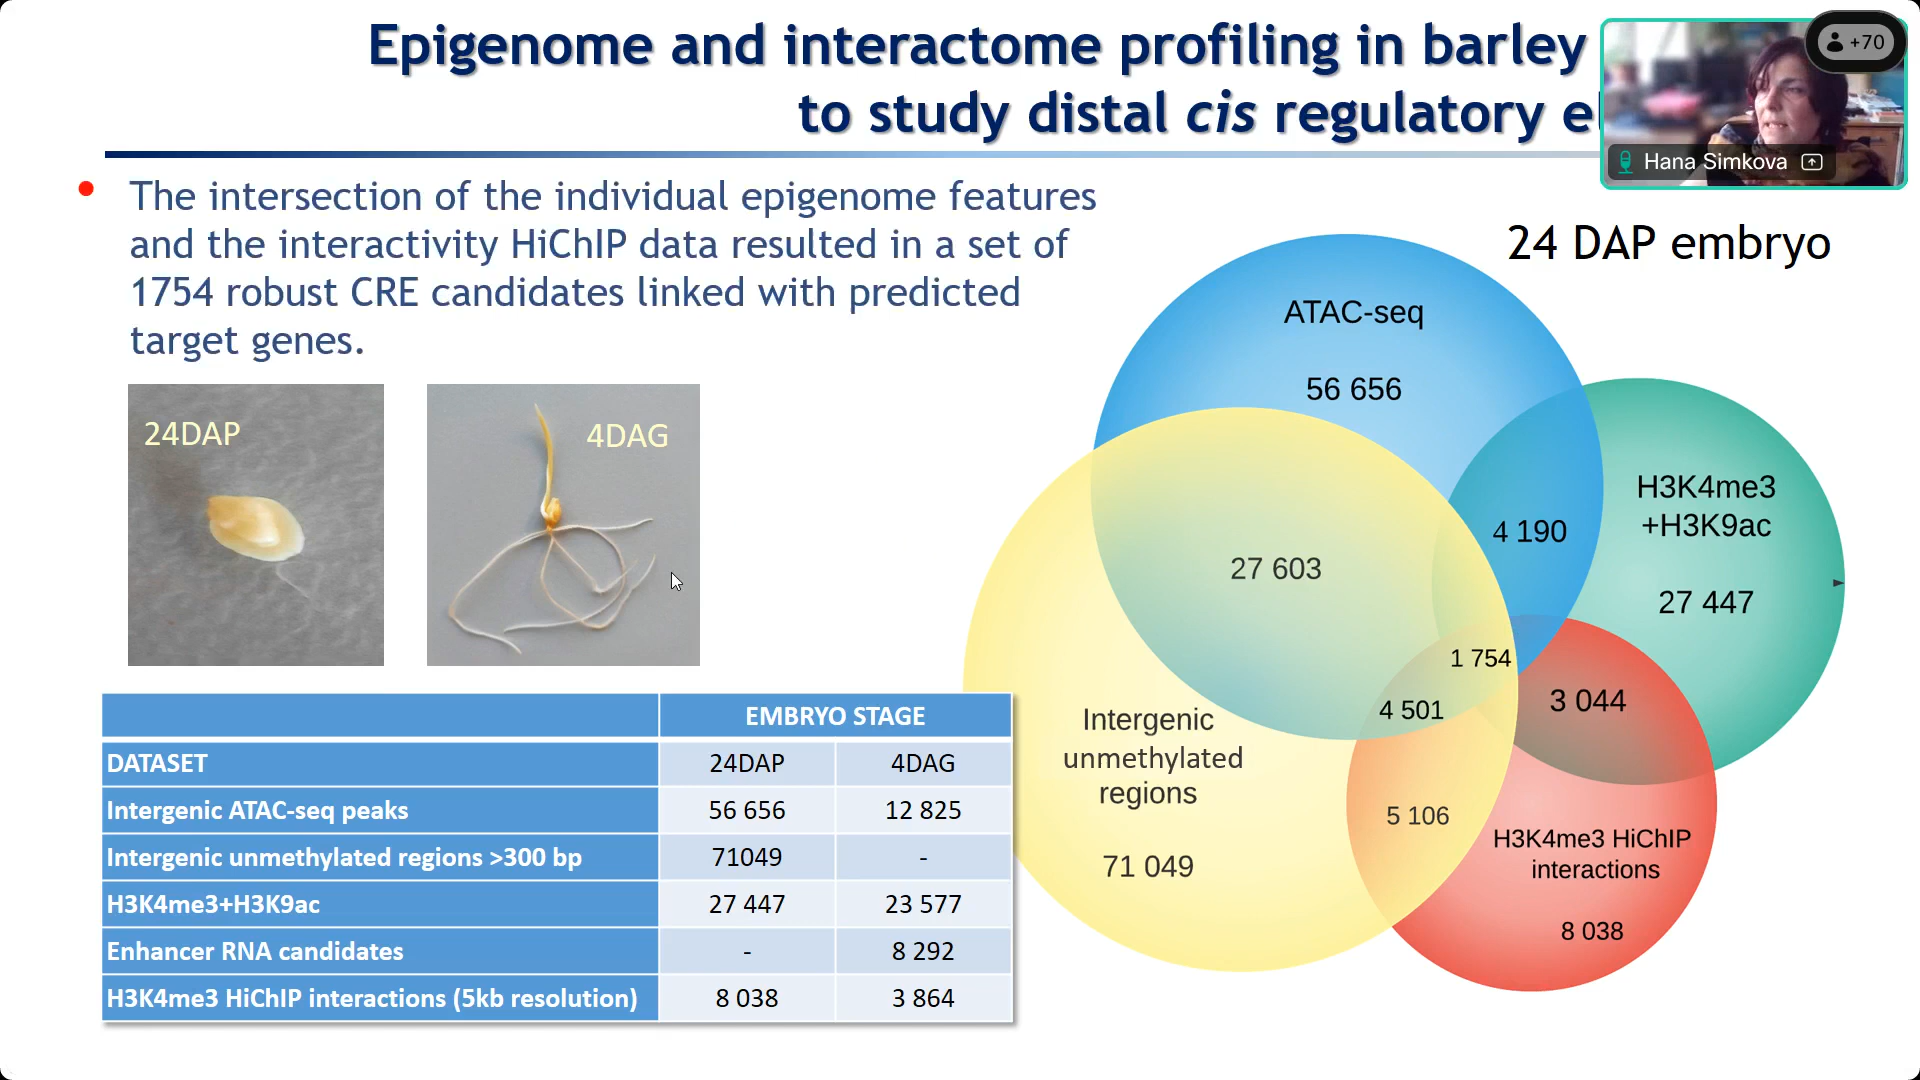 Epigenome and interactome profiling in barley
to study distal cis regulatory
+70
Hana Simkova
The intersection of the individual epigenome features
and the interactivity HiChIP data resulted in a set of
1754 robust CRE candidates linked with predicted
target genes.
24 DAP embryo
24DAP
4DAG
ATAC-seq
56 656
H3K4me3
+H3K9ac
27 447
4 190
27 603
1 754
4 501
3 044
Intergenic
unmethylated
regions
71 049
5 106
H3K4me3 HiChIP
interactions
8 038
EMBRYO STAGE
DATASET 24DAP 4DAG
Intergenic ATAC-seq peaks 56 656 12 825
Intergenic unmethylated regions >300 bp 71049 -
H3K4me3+H3K9ac 27 447 23 577
Enhancer RNA candidates - 8 292
H3K4me3 HiChIP interactions (5kb resolution) 8 038 3 864